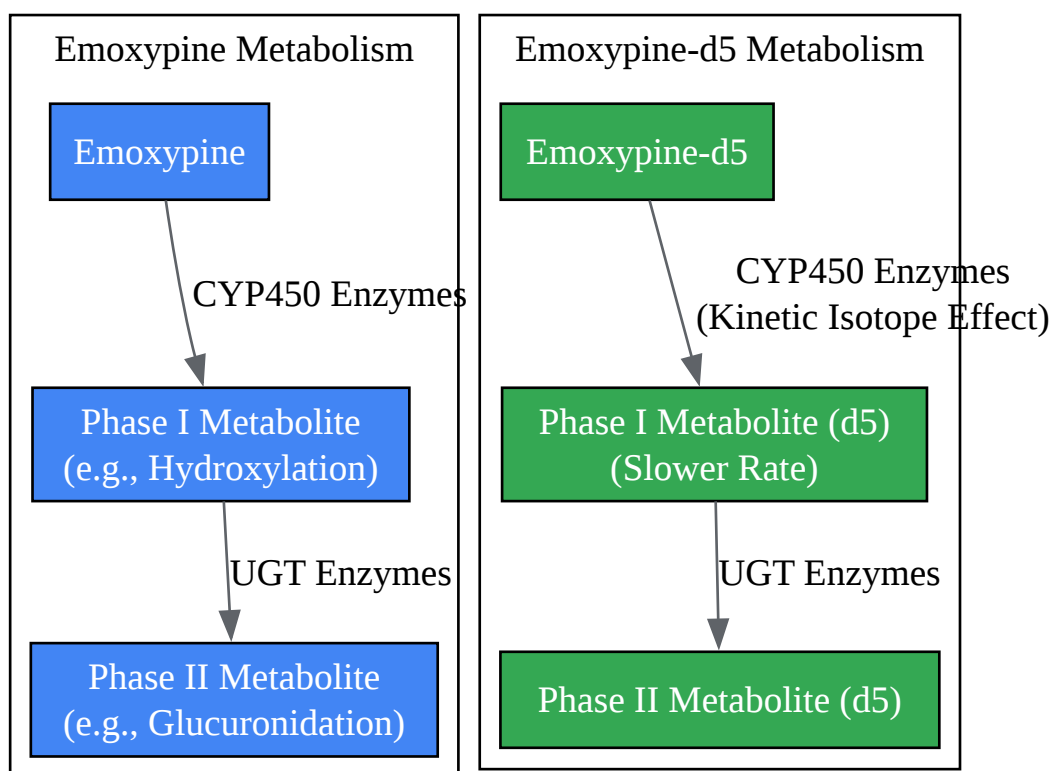 Emoxypine Metabolism
Emoxypine
CYP450 Enzymes
Phase I Metabolite
(e.g., Hydroxylation)
UGT Enzymes
Phase II Metabolite
(e.g., Glucuronidation)
Emoxypine-d5 Metabolism
Emoxypine-d5
CYP450 Enzymes
(Kinetic Isotope Effect)
Phase I Metabolite (d5)
(Slower Rate)
UGT Enzymes
Phase II Metabolite (d5)